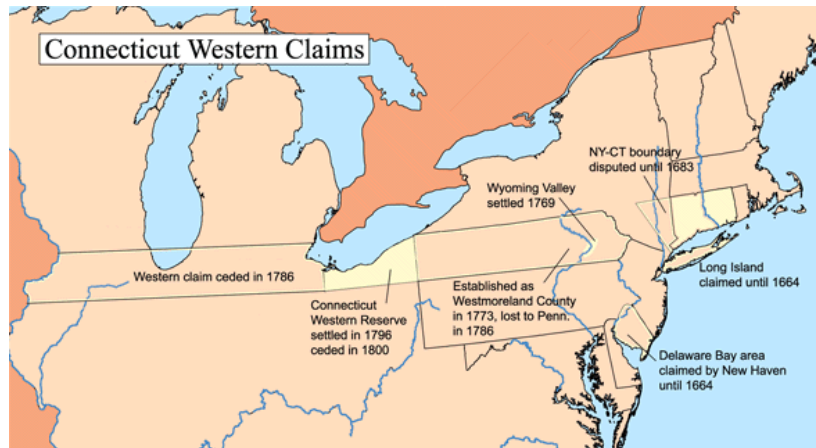 Connecticut Western Claims
NY-CT boundary
disputed until 1683
Wyoming Valley
settled 1769
Western claim ceded in 1786
Connecticut
Western Reserve
settled in 1796
ceded in 1800
Established as
Westmoreland County
in 1773, lost to Penn.
in 1786
Long Island
claimed until 1664
Delaware Bay area
claimed by New Haven
until 1664